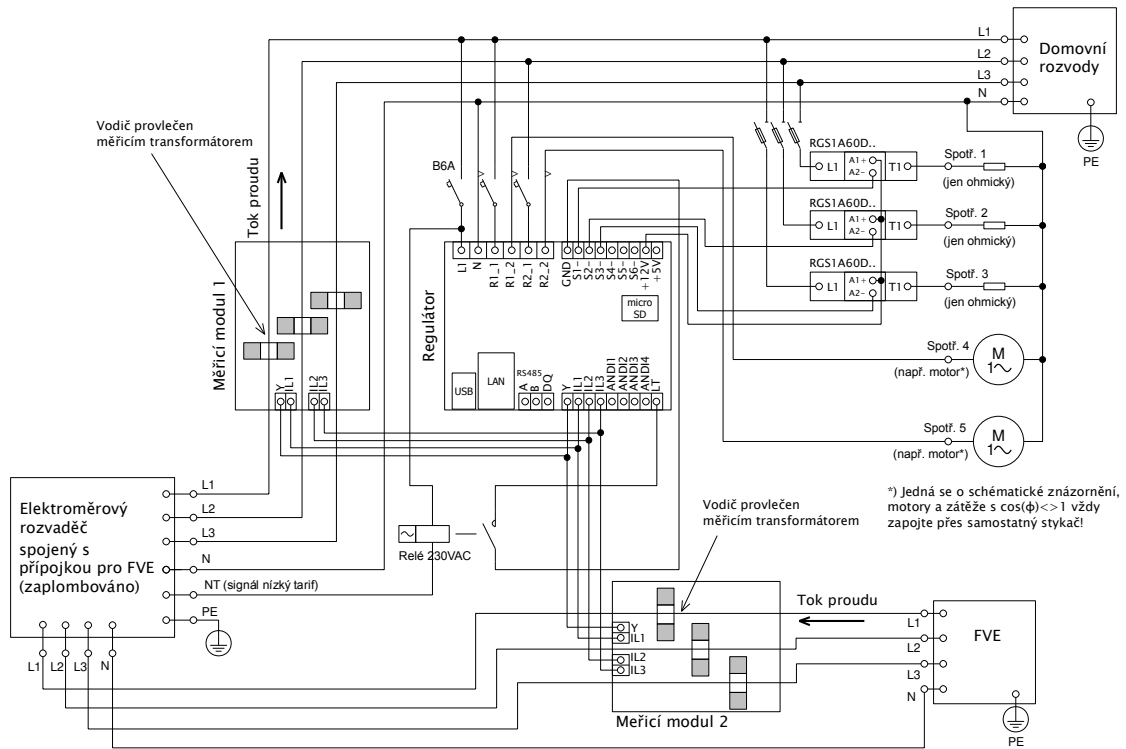 L1
L2
L3
N
Domovní
rozvody
PE
Vodič provlečen
měřicím transformátorem
Tok proudu
B6A
RGS1A60D..
L1
A1+
A2-
T1
Spotř. 1
(jen ohmický)
RGS1A60D..
L1
A1+
A2-
T1
Spotř. 2
(jen ohmický)
RGS1A60D..
L1
A1+
A2-
T1
Spotř. 3
(jen ohmický)
Měřicí modul 1
Y
IL1
IL2
IL3
Regulátor
L1
N
R1_1
R1_2
R2_1
R2_2
GND
S1-
S2-
S3-
S4-
S5-
S6-
+12V
+5V
micro
SD
USB
LAN
RS485
A
B
DQ
Y
IL1
IL2
IL3
ANDI1
ANDI2
ANDI3
ANDI4
LT
Spotř. 4
(např. motor*)
M
1~
Spotř. 5
(např. motor*)
M
1~
*) Jedná se o schématické znázornění,
motory a zátěže s cos(ϕ)<>1 vždy
zapojte přes samostatný stykač!
Elektroměrový
rozvaděč
spojený s
přípojkou pro FVE
(zaplombováno)
L1
L2
L3
N
NT (signál nízký tarif)
PE
L1
L2
L3
N
Relé 230VAC
Vodič provlečen
měřicím transformátorem
Y
IL1
IL2
IL3
Meřicí modul 2
Tok proudu
L1
L2
L3
N
FVE
PE